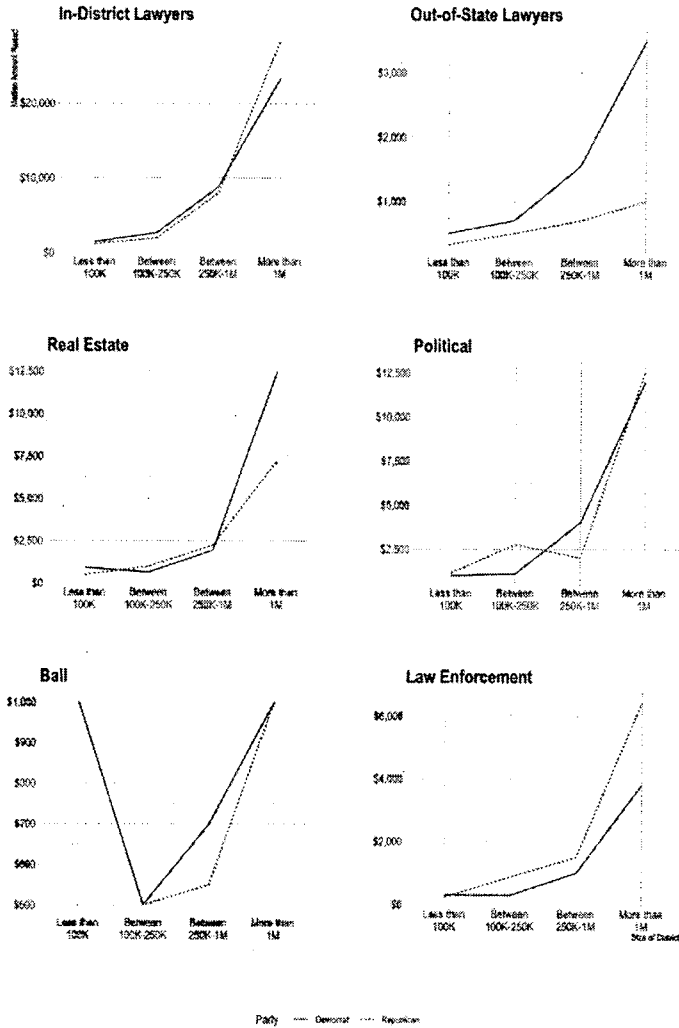 In-District Lawyers
Median Amount Raised
$20,000
$10,000
$0
Less than
100K
Between
100K-250K
Between
250K-1M
More than
1M
Out-of-State Lawyers
$3,000
$2,000
$1,000
Less than
100K
Between
100K-250K
Between
250K-1M
More than
1M
Real Estate
$12,500
$10,000
$7,500
$5,000
$2,500
$0
Less than
100K
Between
100K-250K
Between
250K-1M
More than
1M
Political
$12,500
$10,000
$7,500
$5,000
$2,500
Less than
100K
Between
100K-250K
Between
250K-1M
More than
1M
Bail
$1,000
$900
$800
$700
$600
$500
Less than
100K
Between
100K-250K
Between
250K-1M
More than
1M
Law Enforcement
$6,000
$4,000
$2,000
$0
Less than
100K
Between
100K-250K
Between
250K-1M
More than
1M
Size of District
Party Democrat Republican